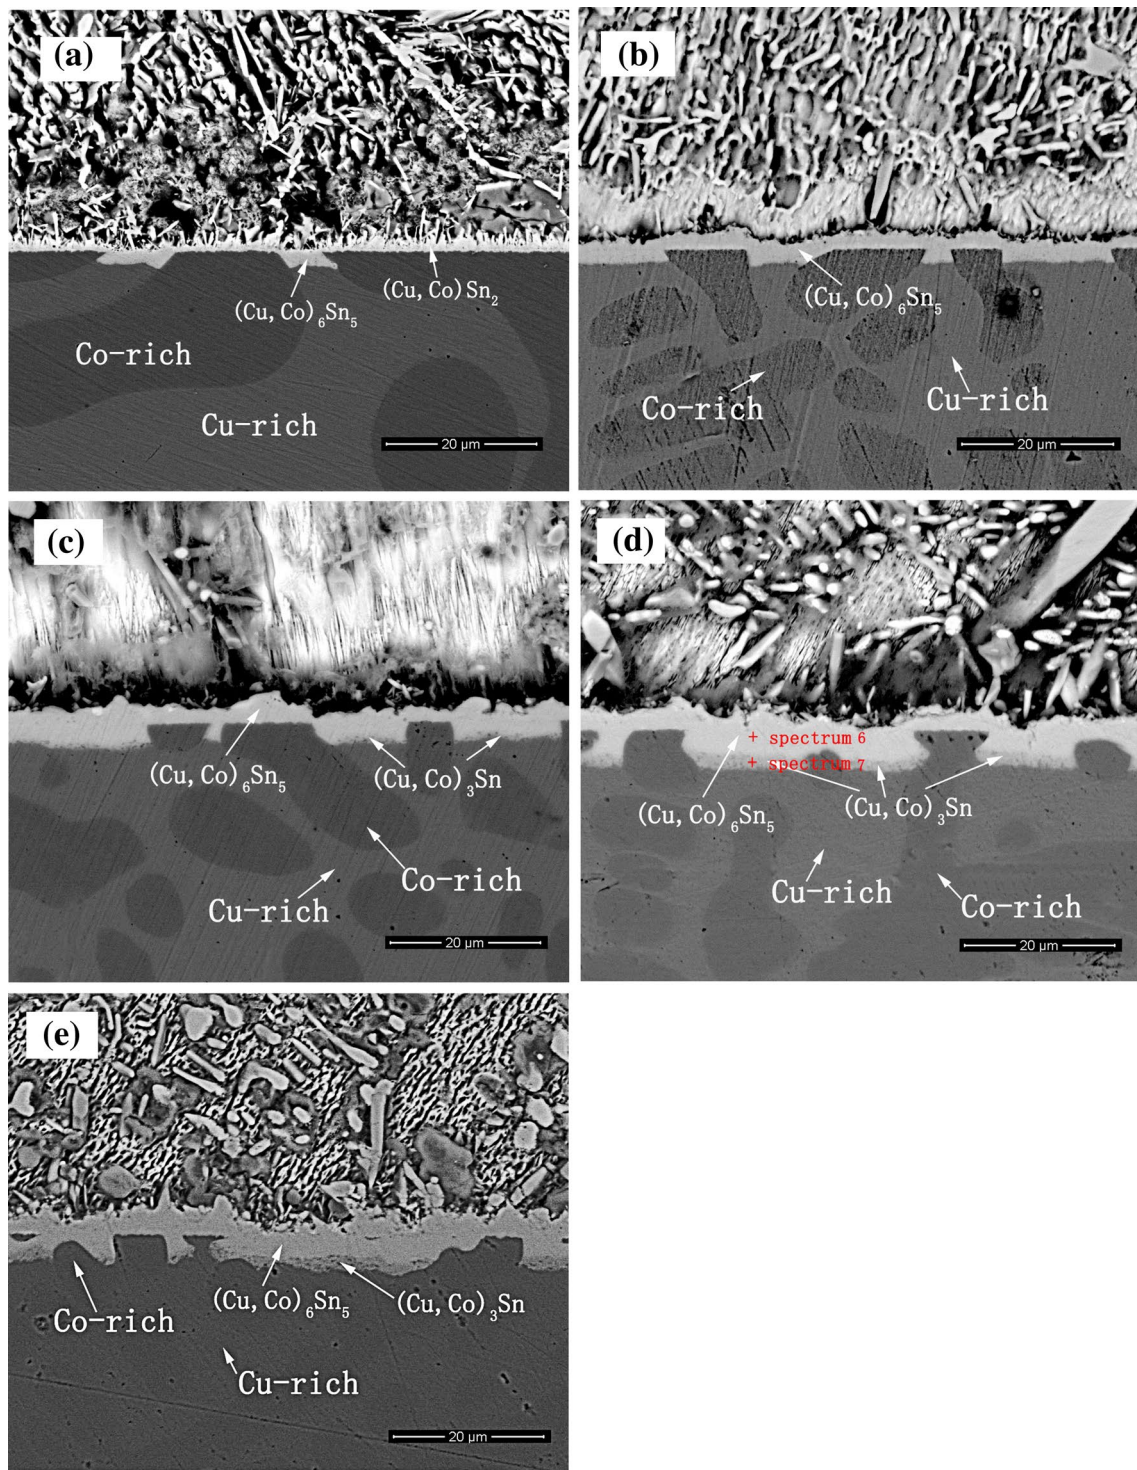 (a)
(Cu, Co)₆Sn₅
(Cu, Co)Sn₂
Co-rich
Cu-rich
20 μm
(b)
(Cu, Co)₆Sn₅
Co-rich
Cu-rich
20 μm
(c)
(Cu, Co)₆Sn₅
(Cu, Co)₃Sn
Co-rich
Cu-rich
20 μm
(d)
+ spectrum 6
+ spectrum 7
(Cu, Co)₆Sn₅
(Cu, Co)₃Sn
Cu-rich
Co-rich
20 μm
(e)
(Cu, Co)₆Sn₅
(Cu, Co)₃Sn
Co-rich
Cu-rich
20 μm